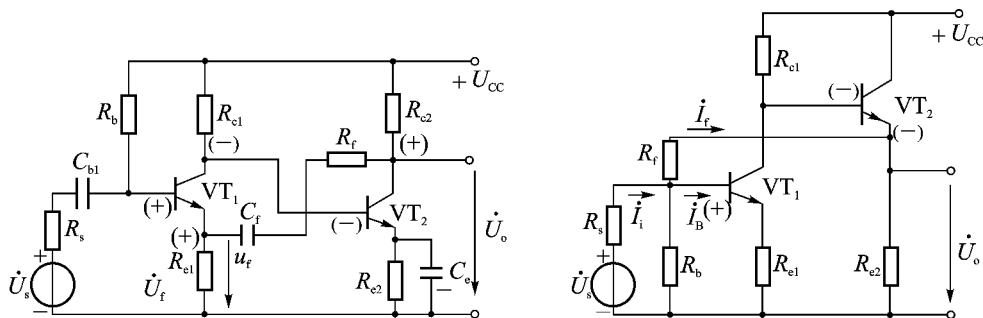 + U_CC
R_b
R_c1
R_c2
(−)
R_f
(+)
C_b1
VT_1
(+)
C_f
(−)
VT_2
R_s
(+)
U̇_o
+
U̇_s
−
R_e1
U̇_f
u_f
R_e2
C_e
−
+ U_CC
R_c1
(−)
VT_2
İ_f
(−)
R_f
VT_1
R_s
İ_i
İ_B
(+)
+
U̇_s
−
R_b
R_e1
R_e2
U̇_o